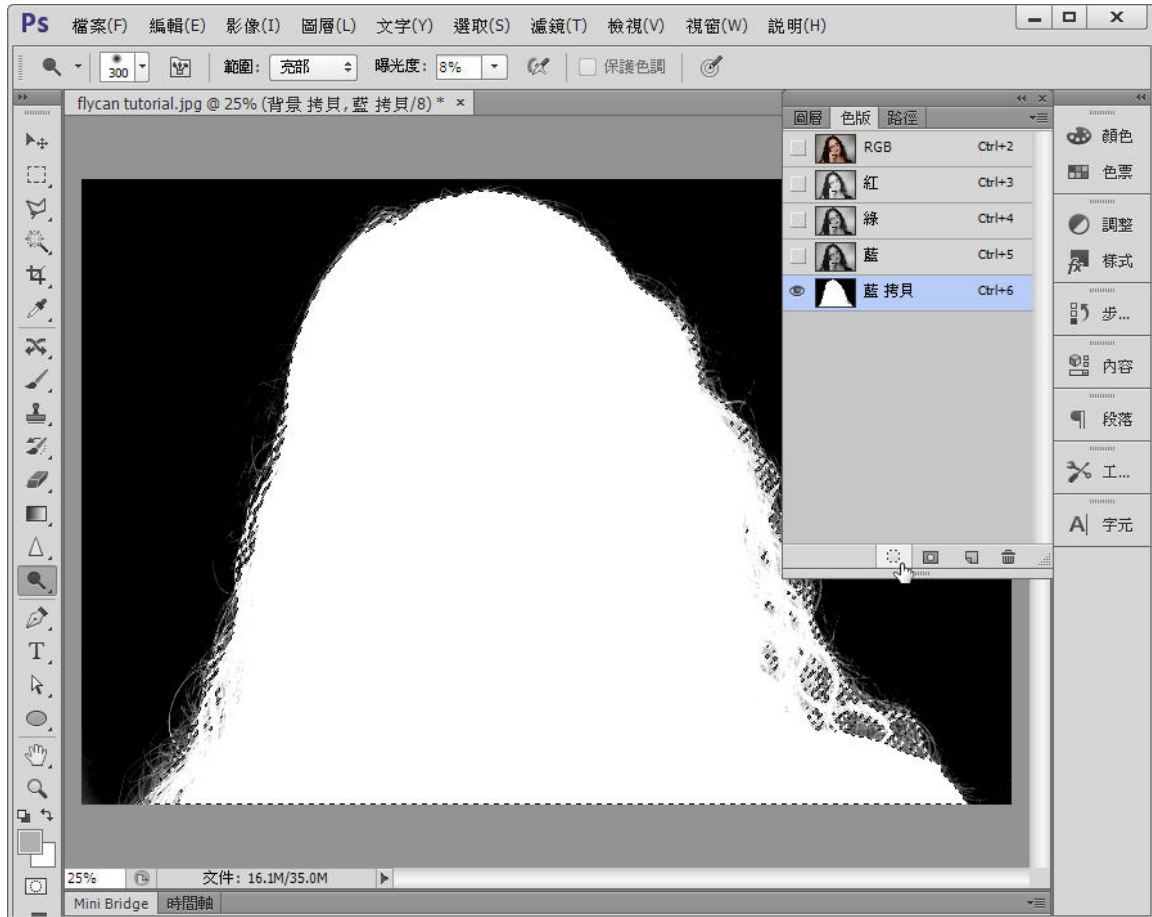 Ps 檔案(F) 編輯(E) 影像(I) 圖層(L) 文字(Y) 選取(S) 濾鏡(T) 檢視(V) 視窗(W) 說明(H)
300 範圍: 亮部 曝光度: 8% 保護色調
flycan tutorial.jpg @ 25% (背景 拷貝, 藍 拷貝/8) * ×
圖層 色版 路徑
RGB Ctrl+2
紅 Ctrl+3
綠 Ctrl+4
藍 Ctrl+5
藍 拷貝 Ctrl+6
顏色
色票
調整
樣式
步...
內容
段落
工...
字元
25% 文件: 16.1M/35.0M
Mini Bridge 時間軸